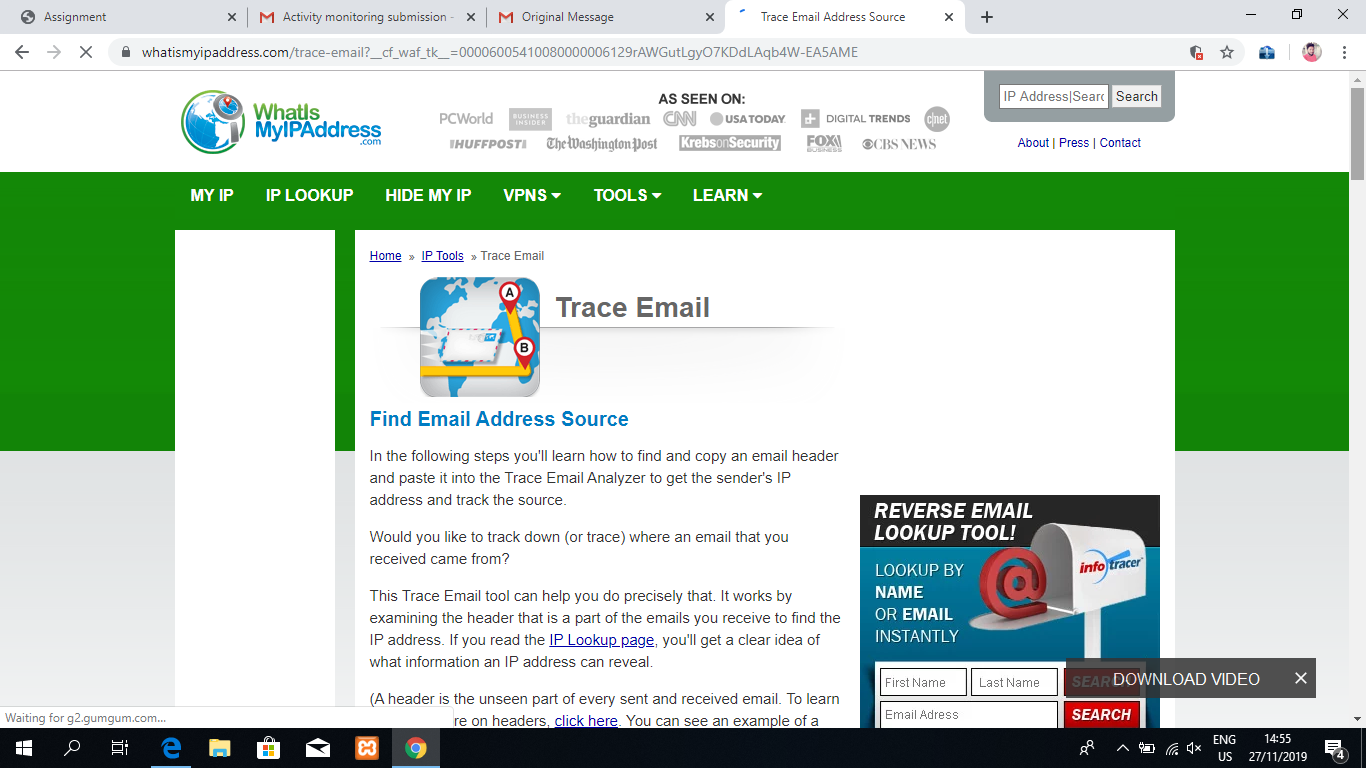 Assignment
Activity monitoring submission -
Original Message
Trace Email Address Source
whatismyipaddress.com/trace-email?__cf_waf_tk__=00006005410080000006129rAWGutLgyO7KDdLAqb4W-EA5AME
WhatIs
MyIPAddress
.com
AS SEEN ON:
PCWorld BUSINESS INSIDER theguardian CNN USA TODAY DIGITAL TRENDS c|net
HUFFPOST The Washington Post KrebsonSecurity FOX BUSINESS CBS NEWS
IP Address|Searc Search
About | Press | Contact
MY IP IP LOOKUP HIDE MY IP VPNS TOOLS LEARN
Home » IP Tools » Trace Email
A
B
Trace Email
Find Email Address Source
In the following steps you'll learn how to find and copy an email header
and paste it into the Trace Email Analyzer to get the sender's IP
address and track the source.
Would you like to track down (or trace) where an email that you
received came from?
This Trace Email tool can help you do precisely that. It works by
examining the header that is a part of the emails you receive to find the
IP address. If you read the IP Lookup page, you'll get a clear idea of
what information an IP address can reveal.
(A header is the unseen part of every sent and received email. To learn
re on headers, click here. You can see an example of a
REVERSE EMAIL
LOOKUP TOOL!
LOOKUP BY
NAME
OR EMAIL
INSTANTLY
@
infotracer
First Name Last Name SEARCH
Email Adress SEARCH
DOWNLOAD VIDEO
Waiting for g2.gumgum.com...
ENG
US
14:55
27/11/2019
4